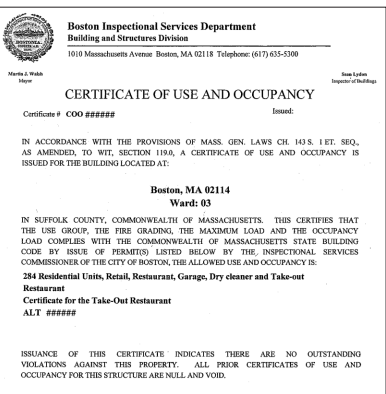 Boston Inspectional Services Department
Building and Structures Division
1010 Massachusetts Avenue Boston, MA 02118 Telephone: (617) 635-5300
Martin J. Walsh
Mayor
Sean Lydon
Inspector of Buildings
CERTIFICATE OF USE AND OCCUPANCY
Certificate # COO ######
Issued:
IN ACCORDANCE WITH THE PROVISIONS OF MASS. GEN. LAWS CH. 143 S. 1 ET. SEQ.,
AS AMENDED, TO WIT, SECTION 119.0, A CERTIFICATE OF USE AND OCCUPANCY IS
ISSUED FOR THE BUILDING LOCATED AT:
Boston, MA 02114
Ward: 03
IN SUFFOLK COUNTY, COMMONWEALTH OF MASSACHUSETTS. THIS CERTIFIES THAT
THE USE GROUP, THE FIRE GRADING, THE MAXIMUM LOAD AND THE OCCUPANCY
LOAD COMPLIES WITH THE COMMONWEALTH OF MASSACHUSETTS STATE BUILDING
CODE BY ISSUE OF PERMIT(S) LISTED BELOW BY THE INSPECTIONAL SERVICES
COMMISSIONER OF THE CITY OF BOSTON, THE ALLOWED USE AND OCCUPANCY IS:
284 Residential Units, Retail, Restaurant, Garage, Dry cleaner and Take-out
Restaurant
Certificate for the Take-Out Restaurant
ALT ######
ISSUANCE OF THIS CERTIFICATE INDICATES THERE ARE NO OUTSTANDING
VIOLATIONS AGAINST THIS PROPERTY. ALL PRIOR CERTIFICATES OF USE AND
OCCUPANCY FOR THIS STRUCTURE ARE NULL AND VOID.